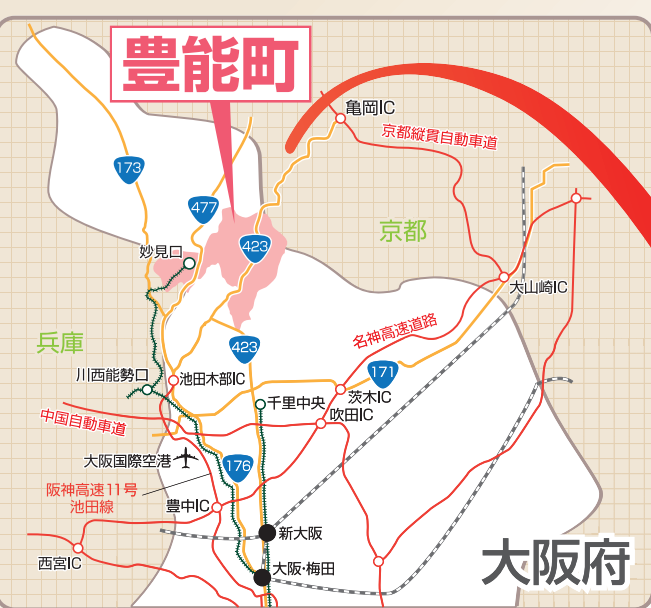 豊能町
亀岡IC
京都縦貫自動車道
173
477
京都
妙見口
423
大山崎IC
名神高速道路
兵庫
423
171
川西能勢口
池田木部IC
茨木IC
千里中央
吹田IC
中国自動車道
大阪国際空港
176
阪神高速11号
池田線
豊中IC
新大阪
西宮IC
大阪・梅田
大阪府